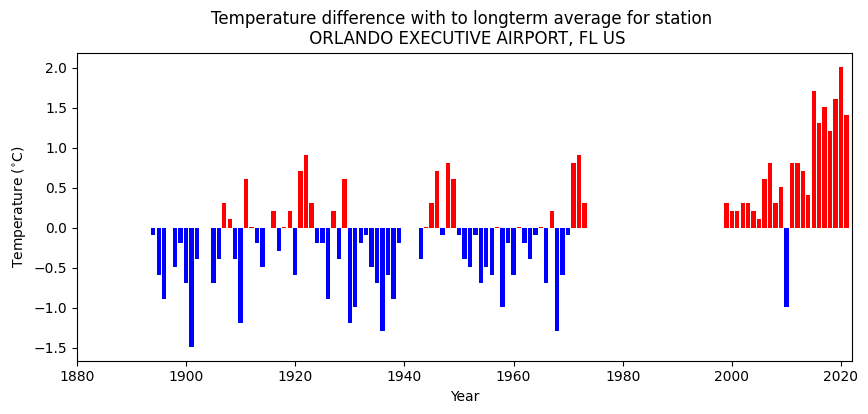 Temperature difference with to longterm average for station
ORLANDO EXECUTIVE AIRPORT, FL US
2.0
1.5
1.0
0.5
0.0
−0.5
−1.0
−1.5
Temperature (°C)
1880 1900 1920 1940 1960 1980 2000 2020
Year